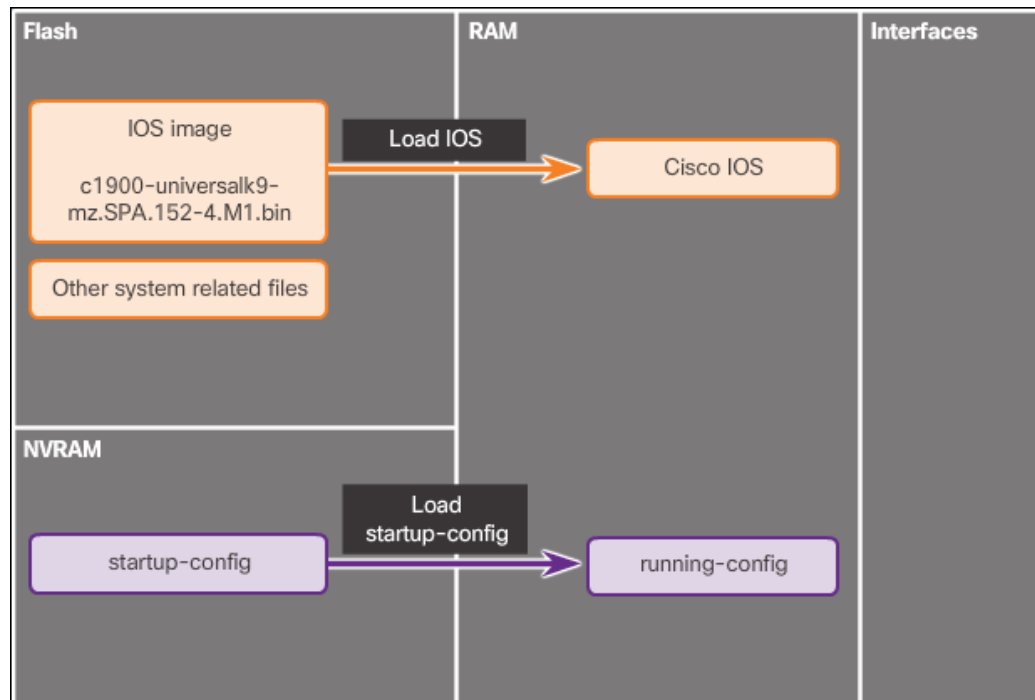 Flash
RAM
Interfaces
IOS image
c1900-universalk9-
mz.SPA.152-4.M1.bin
Load IOS
Cisco IOS
Other system related files
NVRAM
Load
startup-config
startup-config
running-config